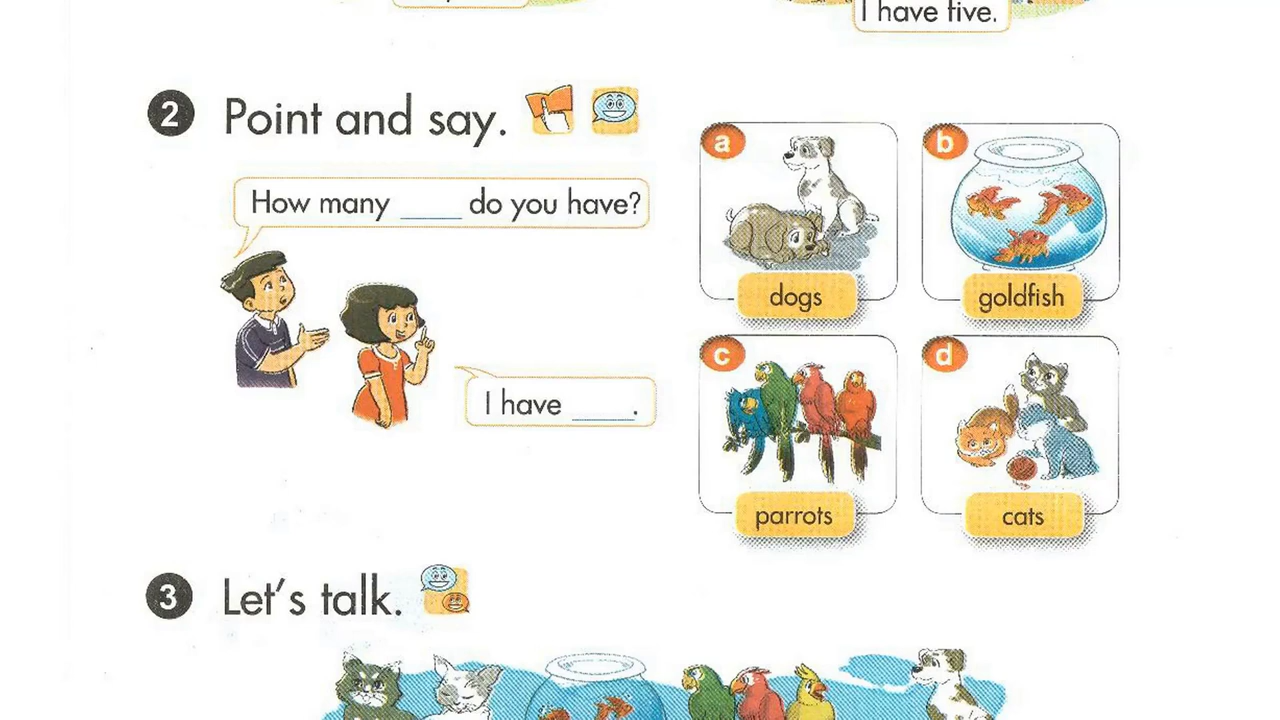 I have five.
2 Point and say.
How many ____ do you have?
I have ____.
a
dogs
b
goldfish
c
parrots
d
cats
3 Let's talk.